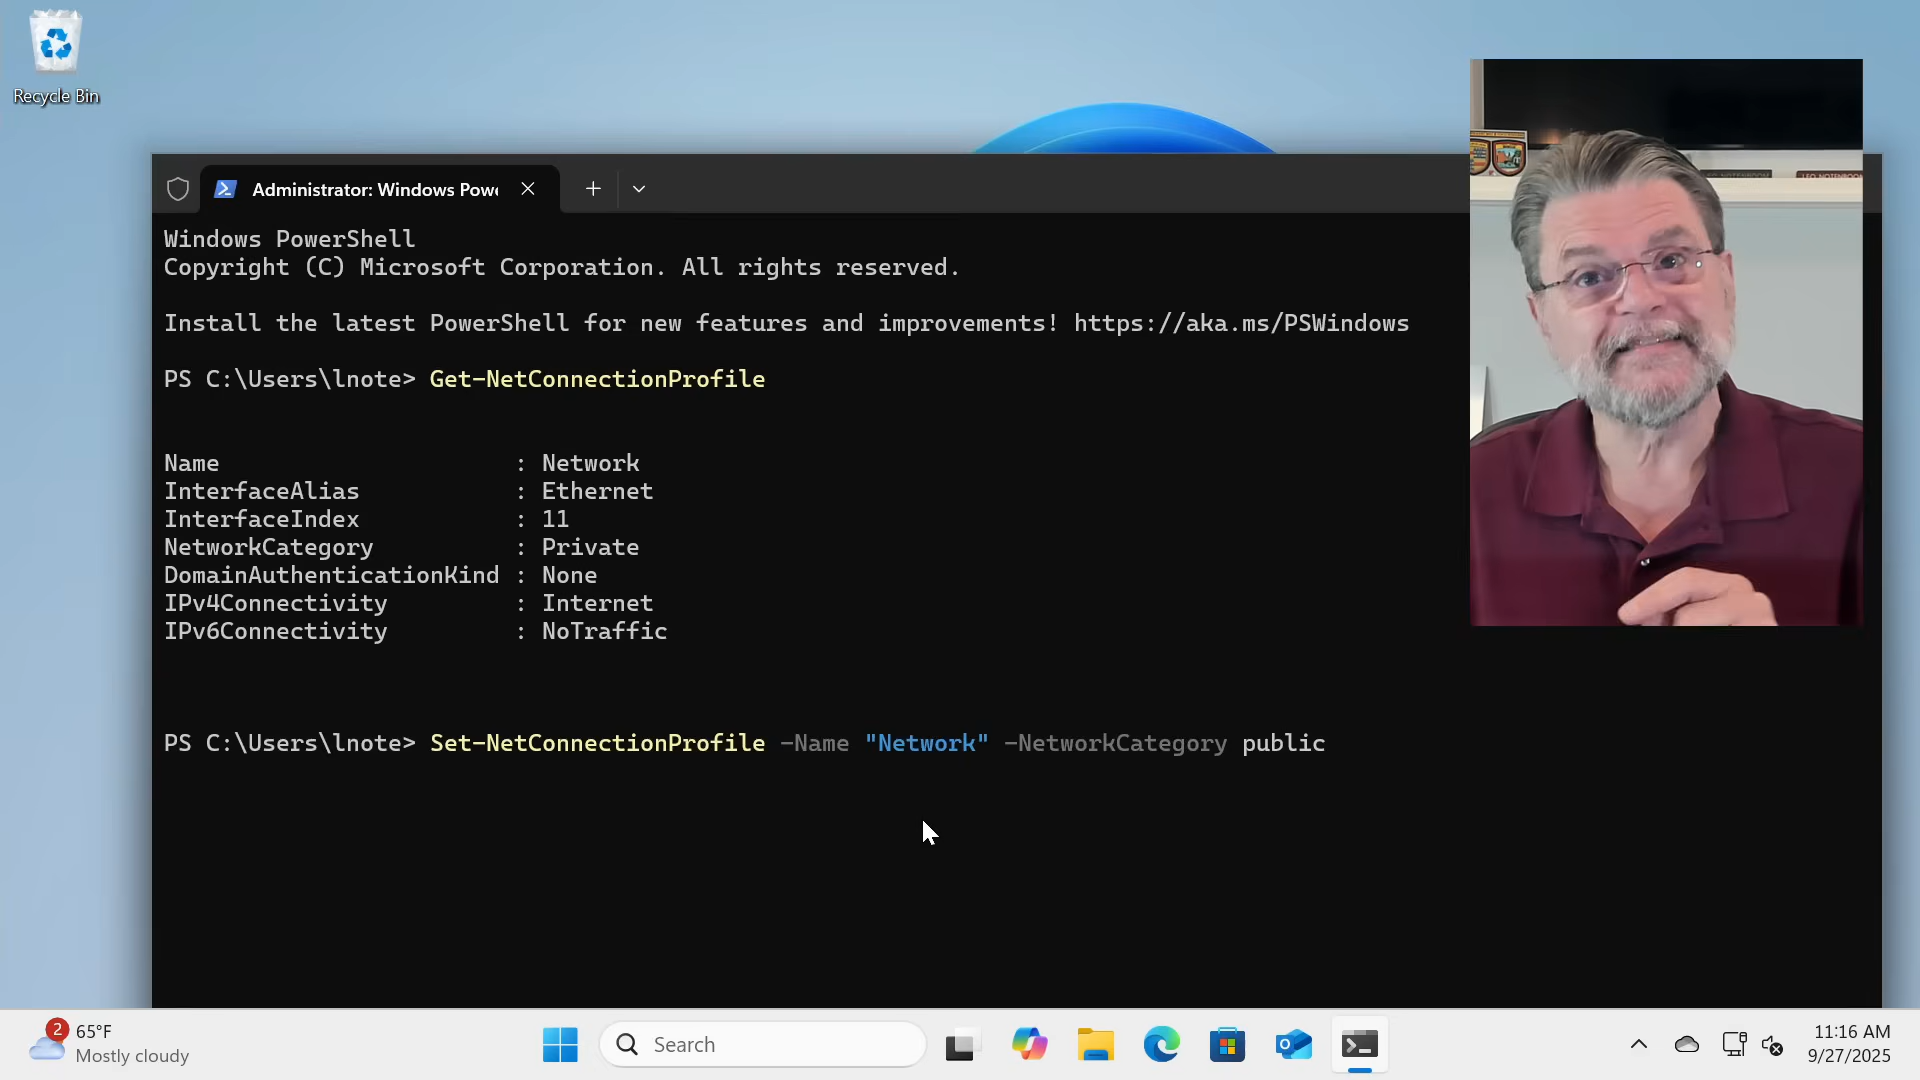 Recycle Bin
Administrator: Windows Powe
Windows PowerShell
Copyright (C) Microsoft Corporation. All rights reserved.
Install the latest PowerShell for new features and improvements! https://aka.ms/PSWindows
PS C:\Users\lnote> Get-NetConnectionProfile
Name : Network
InterfaceAlias : Ethernet
InterfaceIndex : 11
NetworkCategory : Private
DomainAuthenticationKind : None
IPv4Connectivity : Internet
IPv6Connectivity : NoTraffic
PS C:\Users\lnote> Set-NetConnectionProfile -Name "Network" -NetworkCategory public
2
65°F
Mostly cloudy
Search
11:16 AM
9/27/2025